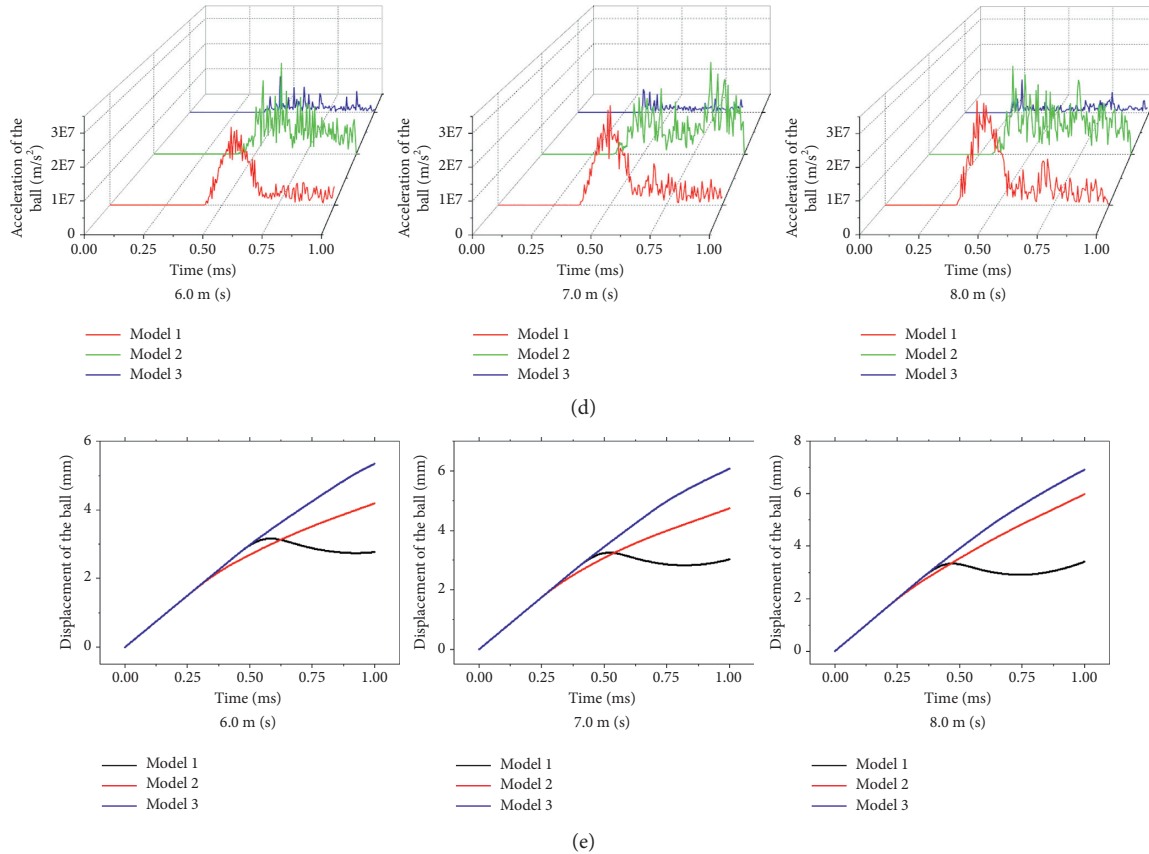 Acceleration of the
ball (m/s²)
3E7
2E7
1E7
0
0.00 0.25 0.50 0.75 1.00
Time (ms)
6.0 m (s)
Model 1
Model 2
Model 3
Acceleration of the
ball (m/s²)
3E7
2E7
1E7
0
0.00 0.25 0.50 0.75 1.00
Time (ms)
7.0 m (s)
Model 1
Model 2
Model 3
Acceleration of the
ball (m/s²)
3E7
2E7
1E7
0
0.00 0.25 0.50 0.75 1.00
Time (ms)
8.0 m (s)
Model 1
Model 2
Model 3
(d)
Displacement of the ball (mm)
6
4
2
0
0.00 0.25 0.50 0.75 1.00
Time (ms)
6.0 m (s)
Model 1
Model 2
Model 3
Displacement of the ball (mm)
6
4
2
0
0.00 0.25 0.50 0.75 1.00
Time (ms)
7.0 m (s)
Model 1
Model 2
Model 3
Displacement of the ball (mm)
8
6
4
2
0
0.00 0.25 0.50 0.75 1.00
Time (ms)
8.0 m (s)
Model 1
Model 2
Model 3
(e)